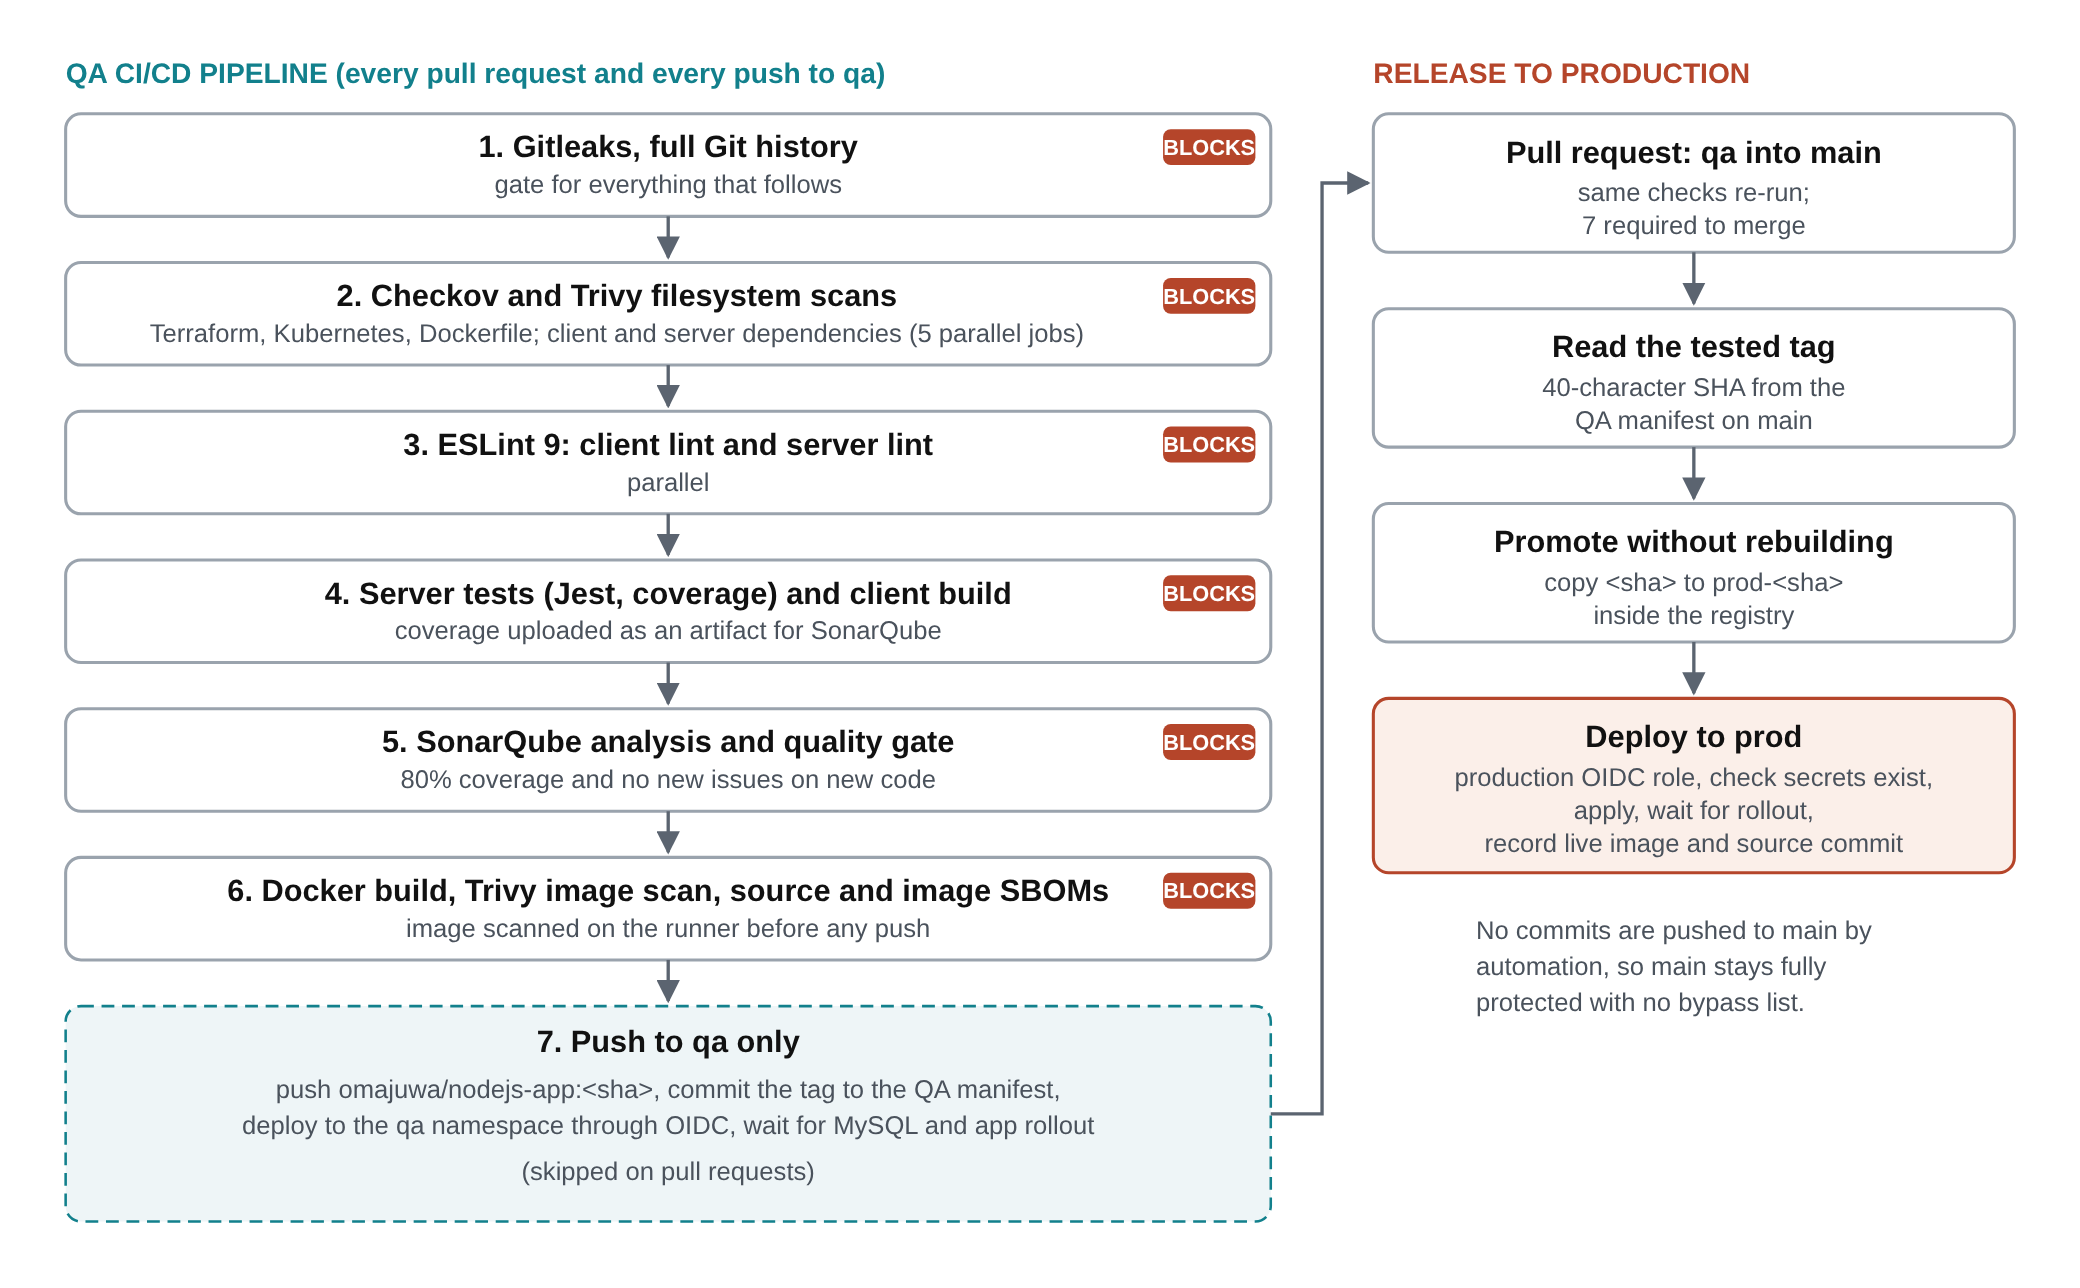 QA CI/CD PIPELINE (every pull request and every push to qa)
1. Gitleaks, full Git history
BLOCKS
gate for everything that follows
2. Checkov and Trivy filesystem scans
BLOCKS
Terraform, Kubernetes, Dockerfile; client and server dependencies (5 parallel jobs)
3. ESLint 9: client lint and server lint
BLOCKS
parallel
4. Server tests (Jest, coverage) and client build
BLOCKS
coverage uploaded as an artifact for SonarQube
5. SonarQube analysis and quality gate
BLOCKS
80% coverage and no new issues on new code
6. Docker build, Trivy image scan, source and image SBOMs
BLOCKS
image scanned on the runner before any push
7. Push to qa only
push omajuwa/nodejs-app:<sha>, commit the tag to the QA manifest,
deploy to the qa namespace through OIDC, wait for MySQL and app rollout
(skipped on pull requests)
RELEASE TO PRODUCTION
Pull request: qa into main
same checks re-run;
7 required to merge
Read the tested tag
40-character SHA from the
QA manifest on main
Promote without rebuilding
copy <sha> to prod-<sha>
inside the registry
Deploy to prod
production OIDC role, check secrets exist,
apply, wait for rollout,
record live image and source commit
No commits are pushed to main by
automation, so main stays fully
protected with no bypass list.